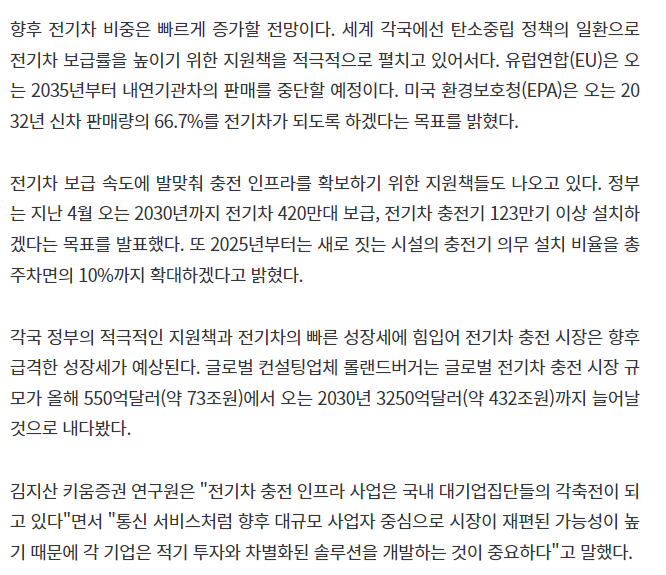 향후 전기차 비중은 빠르게 증가할 전망이다. 세계 각국에선 탄소중립 정책의 일환으로
전기차 보급률을 높이기 위한 지원책을 적극적으로 펼치고 있어서다. 유럽연합(EU)은 오
는 2035년부터 내연기관차의 판매를 중단할 예정이다. 미국 환경보호청(EPA)은 오는 20
32년 신차 판매량의 66.7%를 전기차가 되도록 하겠다는 목표를 밝혔다.
전기차 보급 속도에 발맞춰 충전 인프라를 확보하기 위한 지원책들도 나오고 있다. 정부
는 지난 4월 오는 2030년까지 전기차 420만대 보급, 전기차 충전기 123만기 이상 설치하
겠다는 목표를 발표했다. 또 2025년부터는 새로 짓는 시설의 충전기 의무 설치 비율을 총
주차면의 10%까지 확대하겠다고 밝혔다.
각국 정부의 적극적인 지원책과 전기차의 빠른 성장세에 힘입어 전기차 충전 시장은 향후
급격한 성장세가 예상된다. 글로벌 컨설팅업체 롤랜드버거는 글로벌 전기차 충전 시장 규
모가 올해 550억달러(약 73조원)에서 오는 2030년 3250억달러(약 432조원)까지 늘어날
것으로 내다봤다.
김지산 키움증권 연구원은 "전기차 충전 인프라 사업은 국내 대기업집단들의 각축전이 되
고 있다"면서 "통신 서비스처럼 향후 대규모 사업자 중심으로 시장이 재편된 가능성이 높
기 때문에 각 기업은 적기 투자와 차별화된 솔루션을 개발하는 것이 중요하다"고 말했다.